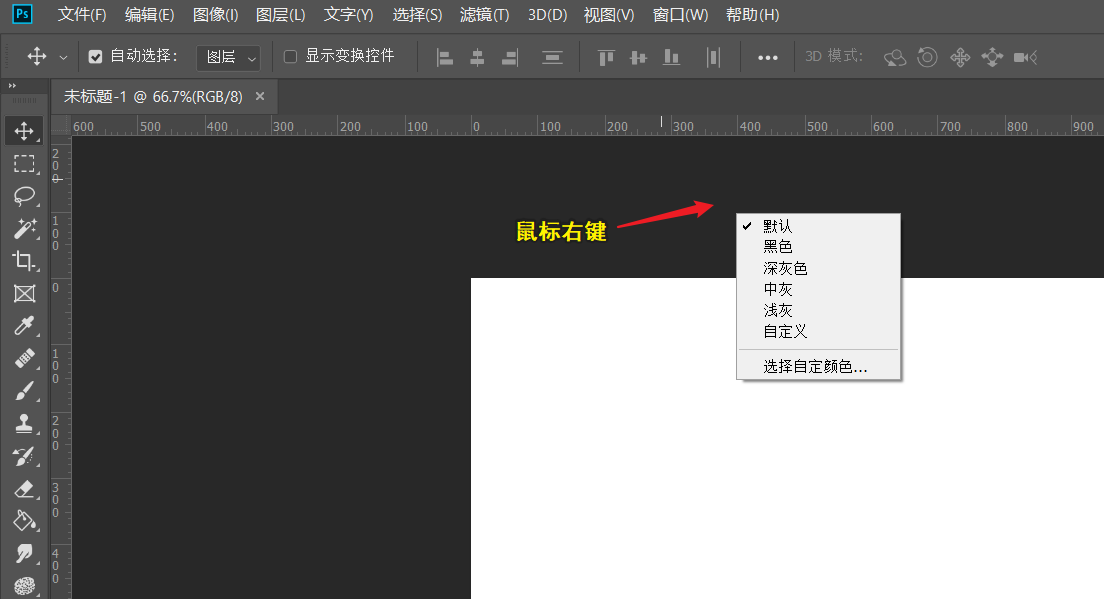 Ps 文件(F) 编辑(E) 图像(I) 图层(L) 文字(Y) 选择(S) 滤镜(T) 3D(D) 视图(V) 窗口(W) 帮助(H)
自动选择： 图层 显示变换控件 3D 模式：
未标题-1 @ 66.7%(RGB/8) ×
600 500 400 300 200 100 0 100 200 300 400 500 600 700 800 900
200
100
0
100
200
300
400
鼠标右键
默认
黑色
深灰色
中灰
浅灰
自定义
选择自定颜色...